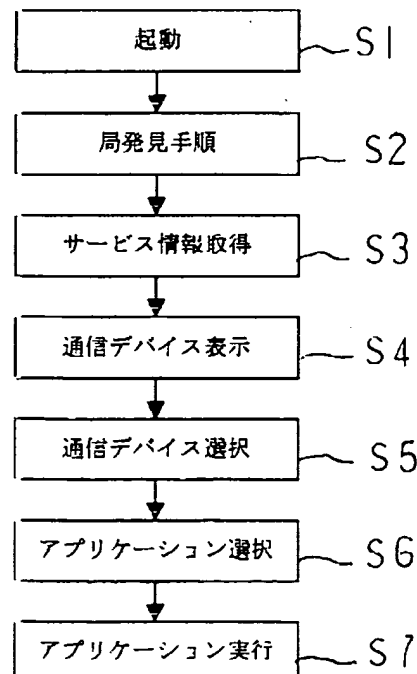 起動 S1
局発見手順 S2
サービス情報取得 S3
通信デバイス表示 S4
通信デバイス選択 S5
アプリケーション選択 S6
アプリケーション実行 S7